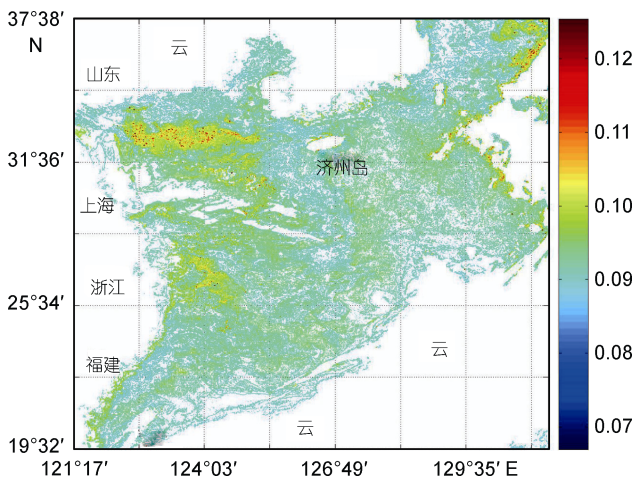 37°38′
N
云
山东
31°36′
济州岛
上海
浙江
25°34′
云
福建
云
19°32′
121°17′ 124°03′ 126°49′ 129°35′ E
0.12
0.11
0.10
0.09
0.08
0.07